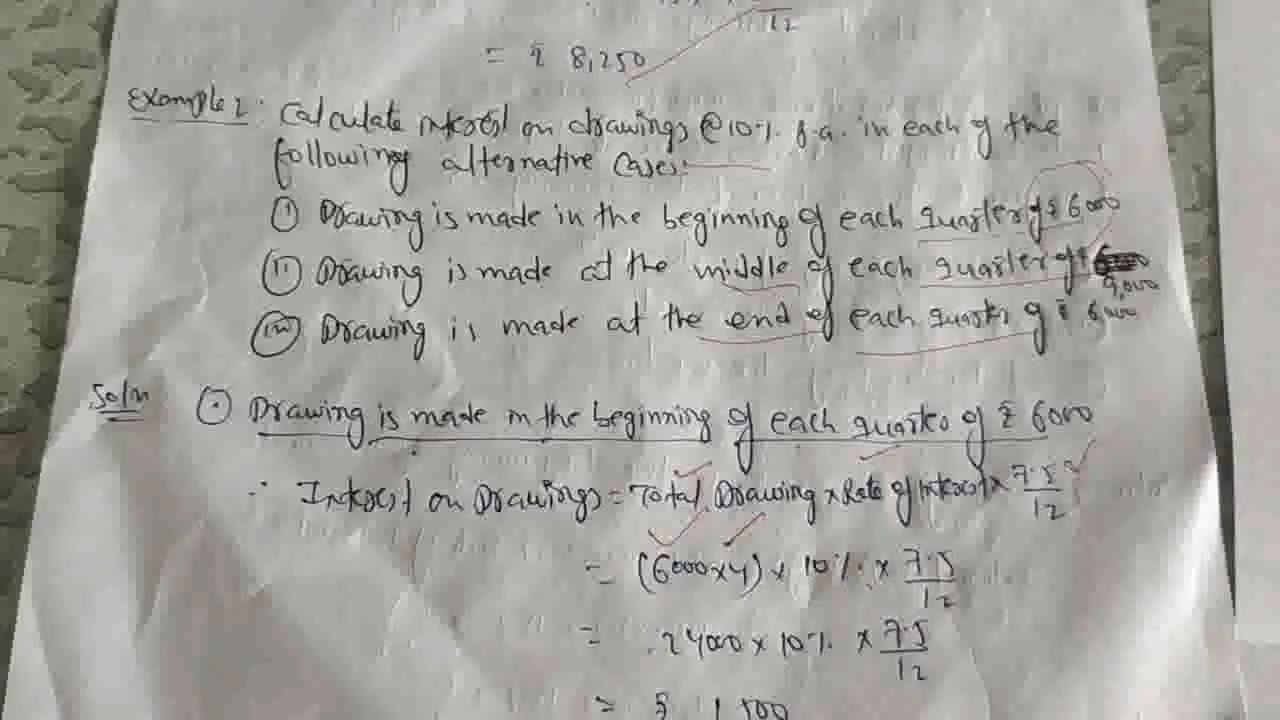 12
= ₹ 8,250
Example 2: Calculate interest on drawings @ 10% p.a. in each of the
following alternative cases:
(i) Drawing is made in the beginning of each quarter of ₹ 6000
(ii) Drawing is made at the middle of each quarter of ₹ 9,000
(iii) Drawing is made at the end of each quarter of ₹ 6000
Soln (i) Drawing is made in the beginning of each quarter of ₹ 6000
∴ Interest on Drawings = Total Drawing × Rate of Interest × 7.5/12
= (6000×4) × 10% × 7.5/12
= 24000 × 10% × 7.5/12
= ₹ 1500